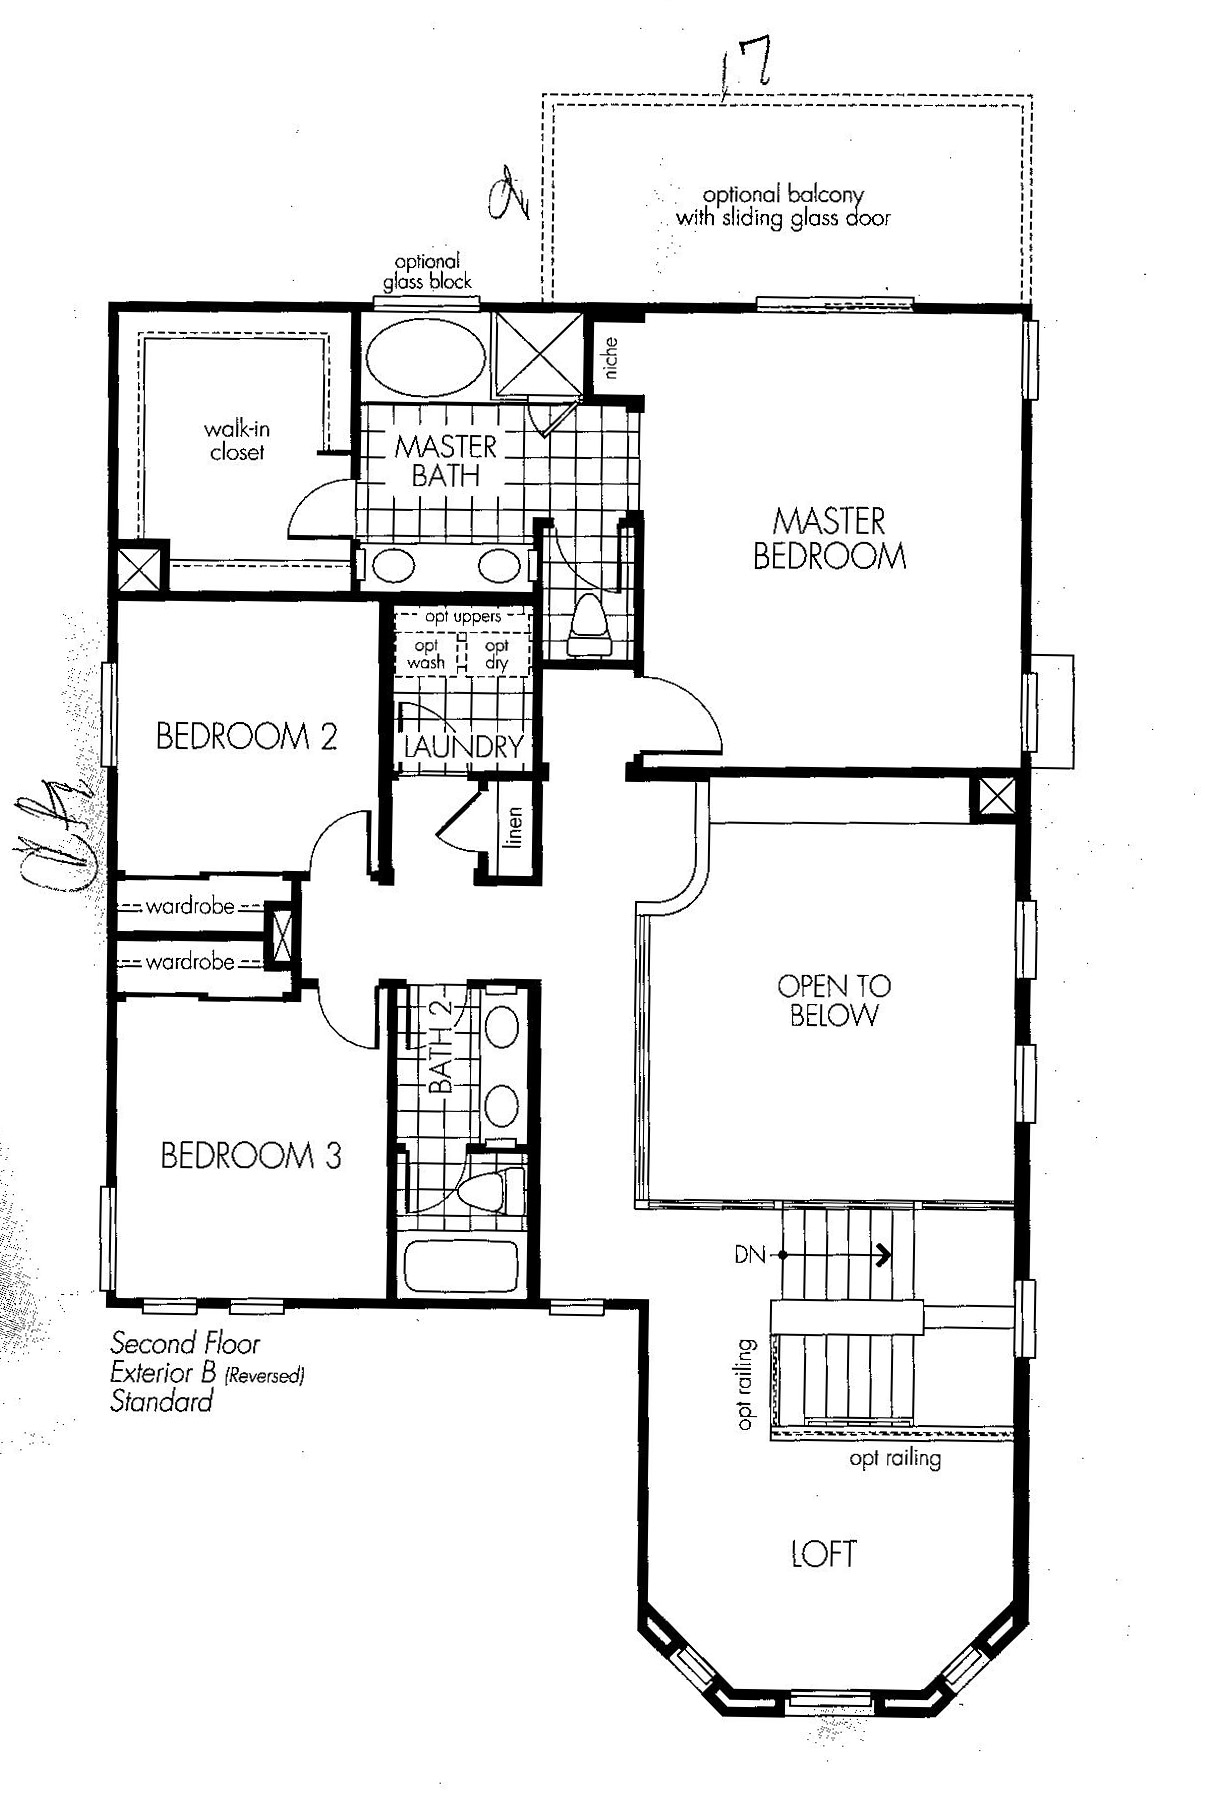 17
optional balcony
with sliding glass door
optional
glass block
niche
walk-in
closet
MASTER
BATH
MASTER
BEDROOM
opt uppers
opt
wash
opt
dry
LAUNDRY
BEDROOM 2
linen
wardrobe
wardrobe
OPEN TO
BELOW
BATH 2
BEDROOM 3
DN
opt railing
opt railing
LOFT
Second Floor
Exterior B (Reversed)
Standard